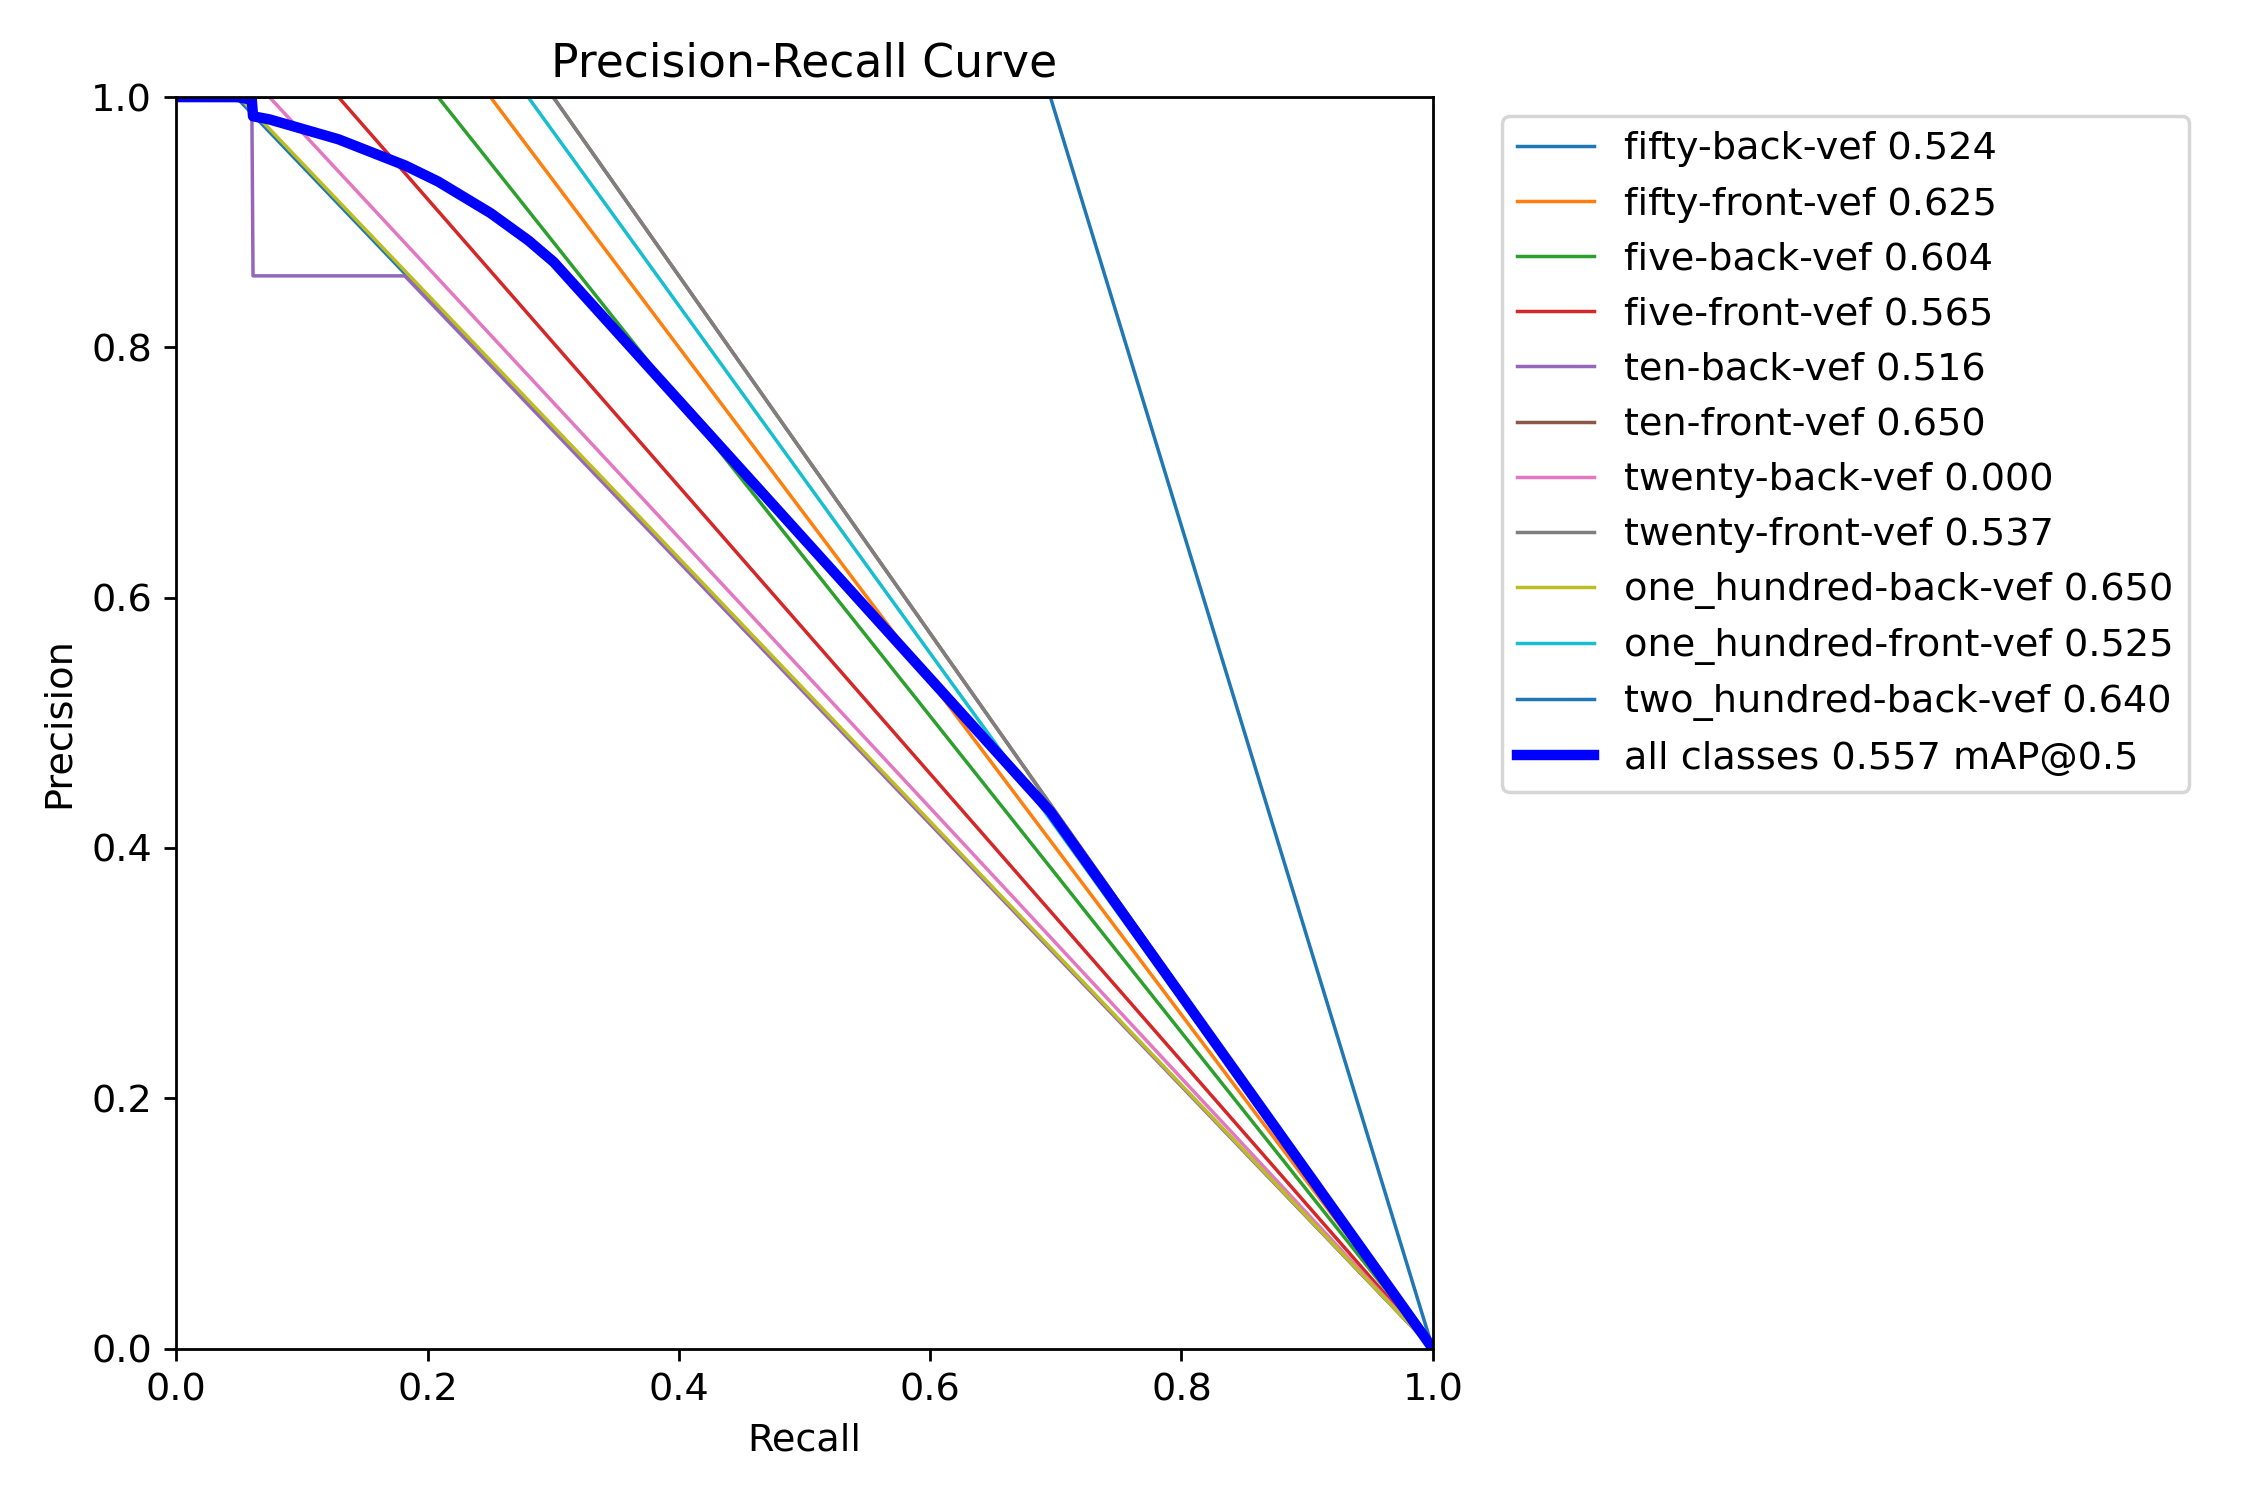 Precision-Recall Curve
1.0
0.8
0.6
0.4
0.2
0.0
Precision
0.0 0.2 0.4 0.6 0.8 1.0
Recall
fifty-back-vef 0.524
fifty-front-vef 0.625
five-back-vef 0.604
five-front-vef 0.565
ten-back-vef 0.516
ten-front-vef 0.650
twenty-back-vef 0.000
twenty-front-vef 0.537
one_hundred-back-vef 0.650
one_hundred-front-vef 0.525
two_hundred-back-vef 0.640
all classes 0.557 mAP@0.5